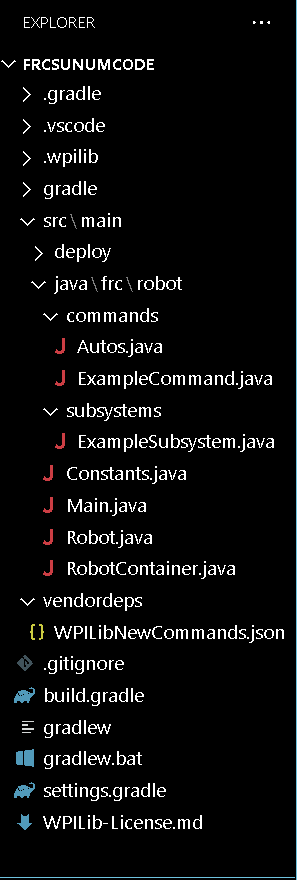 EXPLORER ...
FRCSUNUMCODE
.gradle
.vscode
.wpilib
gradle
src\main
deploy
java\frc\robot
commands
Autos.java
ExampleCommand.java
subsystems
ExampleSubsystem.java
Constants.java
Main.java
Robot.java
RobotContainer.java
vendordeps
{} WPILibNewCommands.json
.gitignore
build.gradle
gradlew
gradlew.bat
settings.gradle
WPILib-License.md